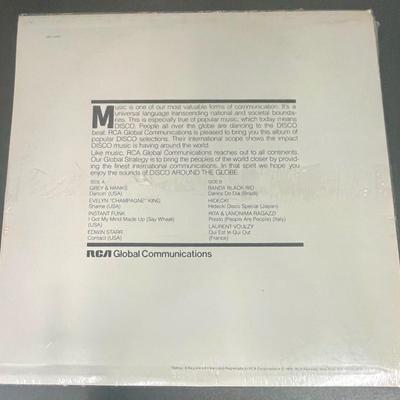 Music is one of our most valuable forms of communication. It's a
universal language transcending national and societal bounda-
ries. This is especially true of popular music, which today means
DISCO. People all over the globe are dancing to the DISCO
beat. RCA Global Communications is pleased to bring you this album of
popular DISCO selections. Their international scope shows the impact
DISCO music is having around the world.
Like music, RCA Global Communications reaches out to all continents.
Our Global Strategy is to bring the peoples of the world closer by provid-
ing the finest international communications. In that spirit we hope you
enjoy the sounds of DISCO AROUND THE GLOBE.
SIDE A
GREY & HANKS
Dancin' (USA)
EVELYN "CHAMPAGNE" KING
Shame (USA)
INSTANT FUNK
I Got My Mind Made Up (Say Whaat)
(USA)
EDWIN STARR
Contact (USA)
SIDE B
BANDA BLACK RIO
Dance Do Dia (Brazil)
HIDECKI
Hidecki Disco Special (Japan)
RITA & L'ANONIMA RAGAZZI
Presto (People Are People) (Italy)
LAURENT VOULZY
Qui Est In Qui Out
(France)
RCA Global Communications